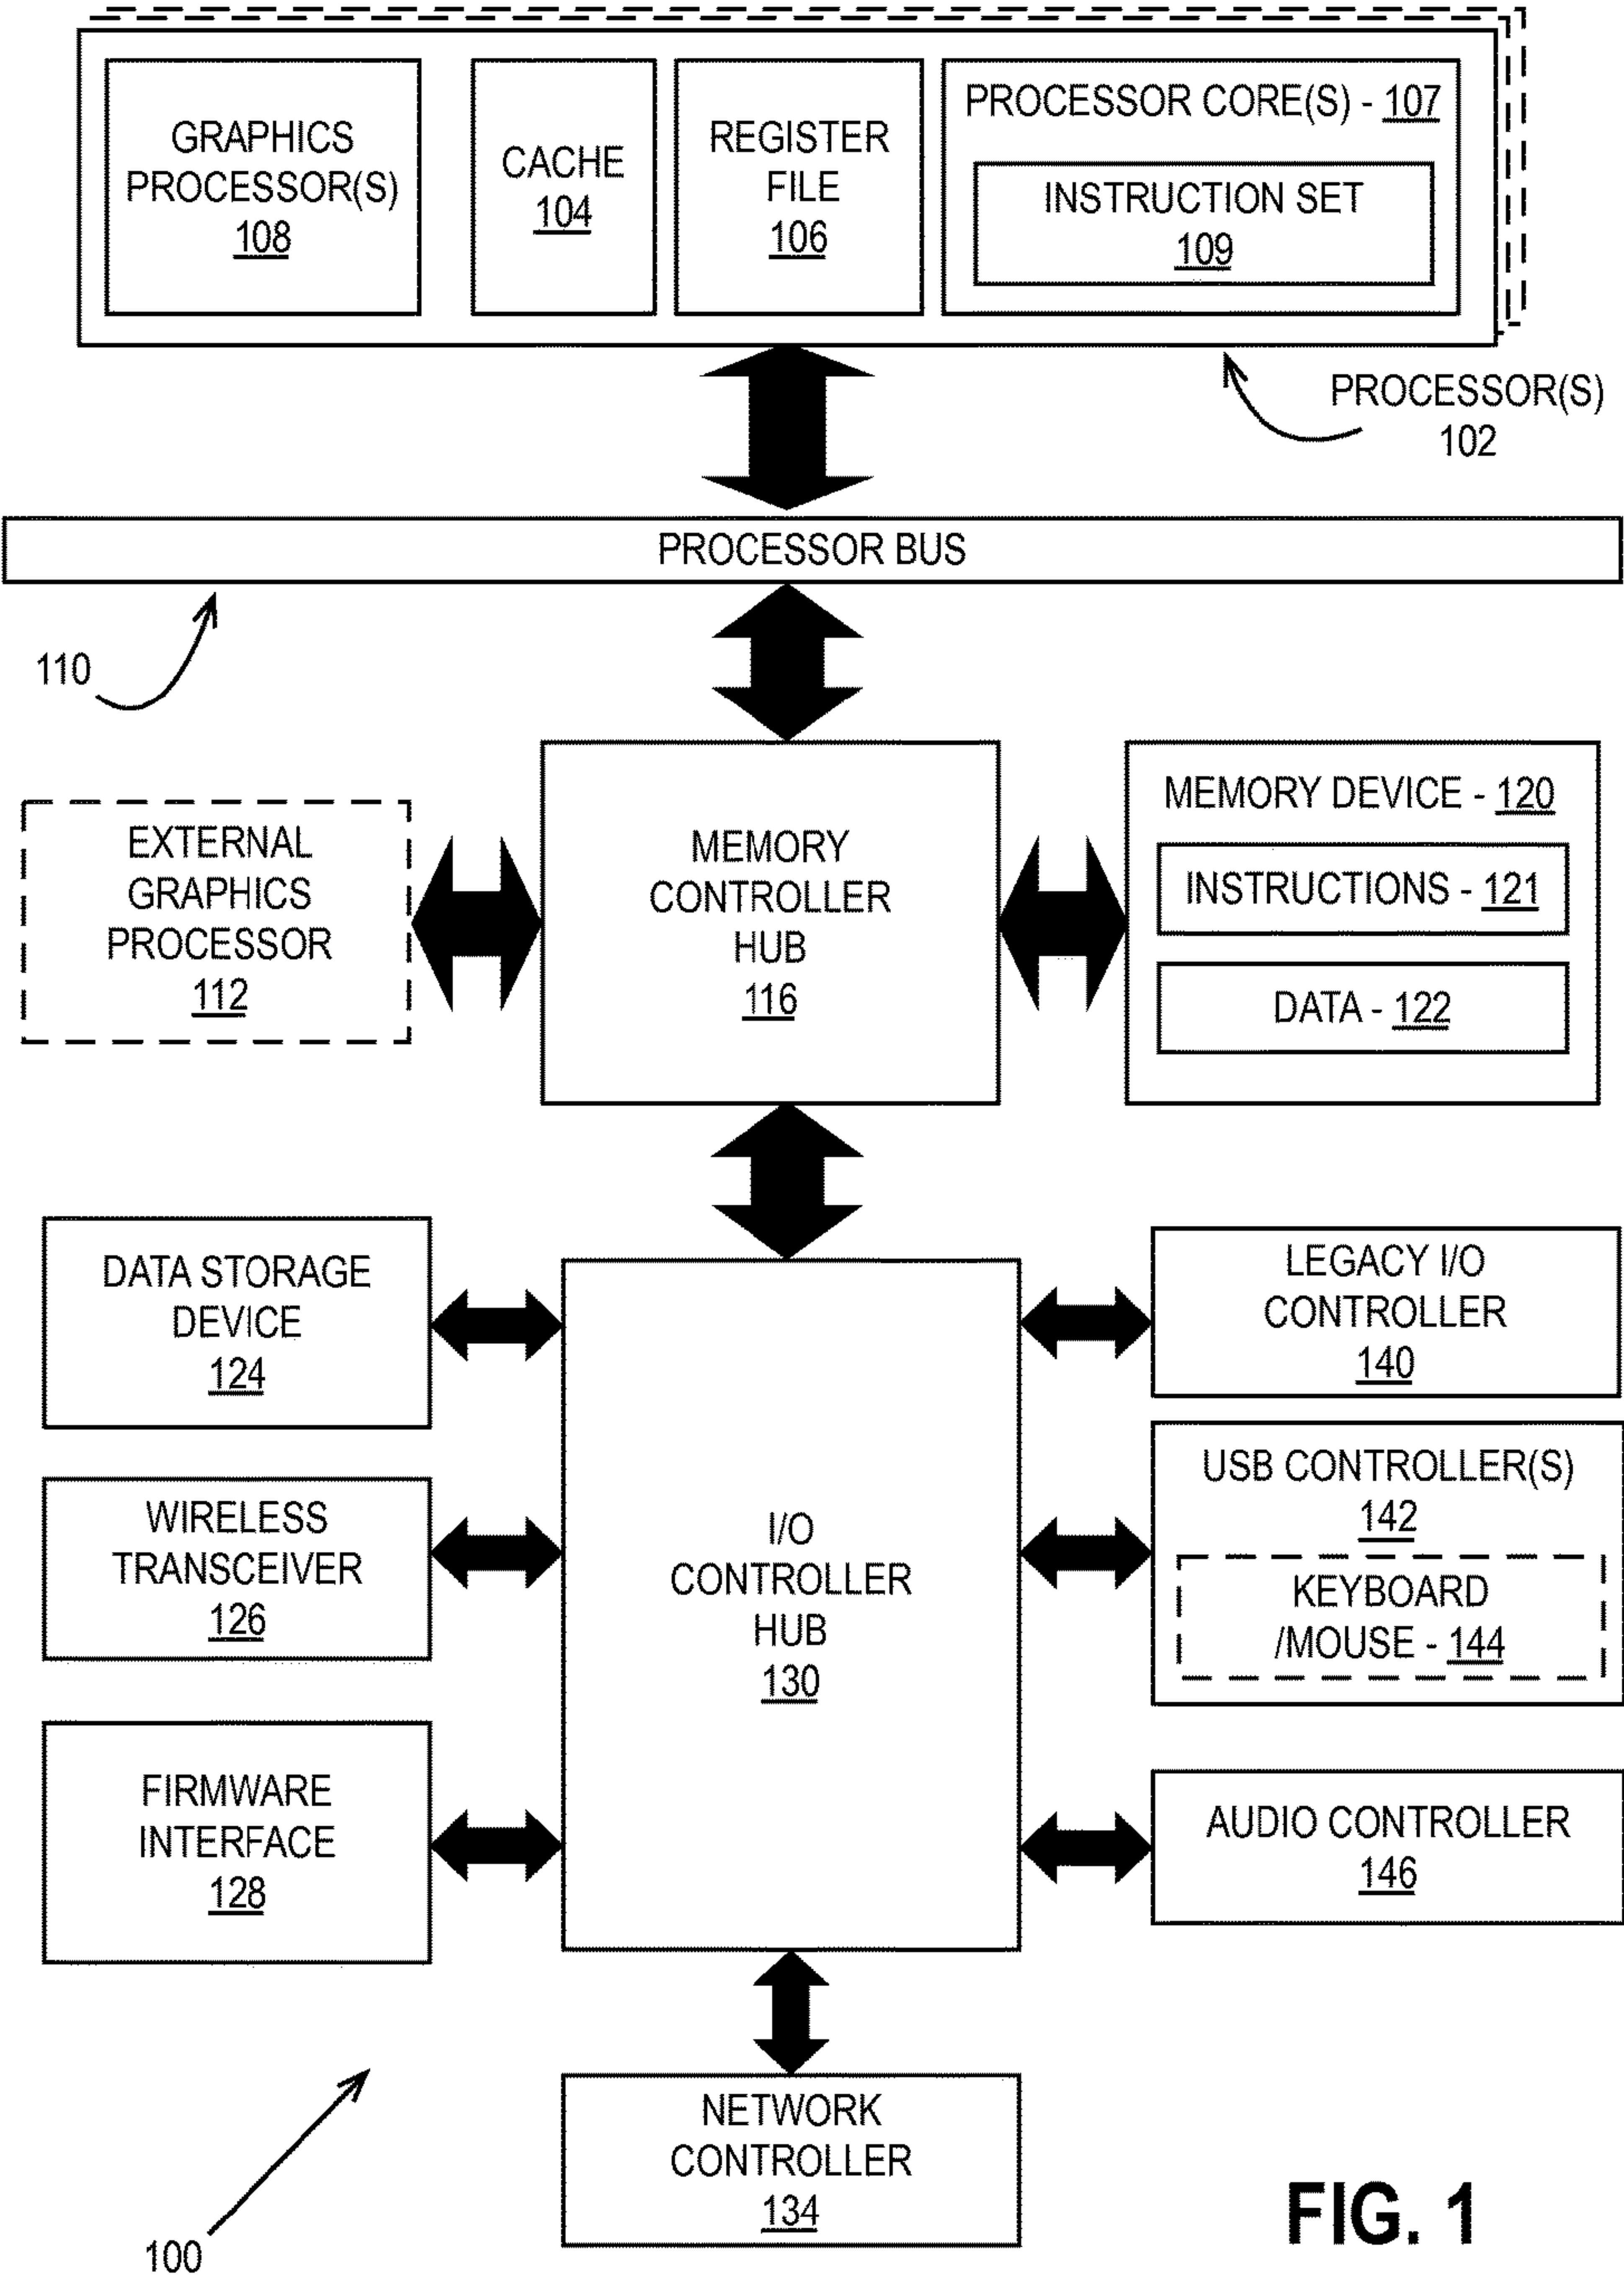 GRAPHICS
PROCESSOR(S)
108
CACHE
104
REGISTER
FILE
106
PROCESSOR CORE(S) - 107
INSTRUCTION SET
109
PROCESSOR(S)
102
PROCESSOR BUS
110
EXTERNAL
GRAPHICS
PROCESSOR
112
MEMORY
CONTROLLER
HUB
116
MEMORY DEVICE - 120
INSTRUCTIONS - 121
DATA - 122
DATA STORAGE
DEVICE
124
LEGACY I/O
CONTROLLER
140
WIRELESS
TRANSCEIVER
126
I/O
CONTROLLER
HUB
130
USB CONTROLLER(S)
142
KEYBOARD
/MOUSE - 144
FIRMWARE
INTERFACE
128
AUDIO CONTROLLER
146
NETWORK
CONTROLLER
134
100
FIG. 1